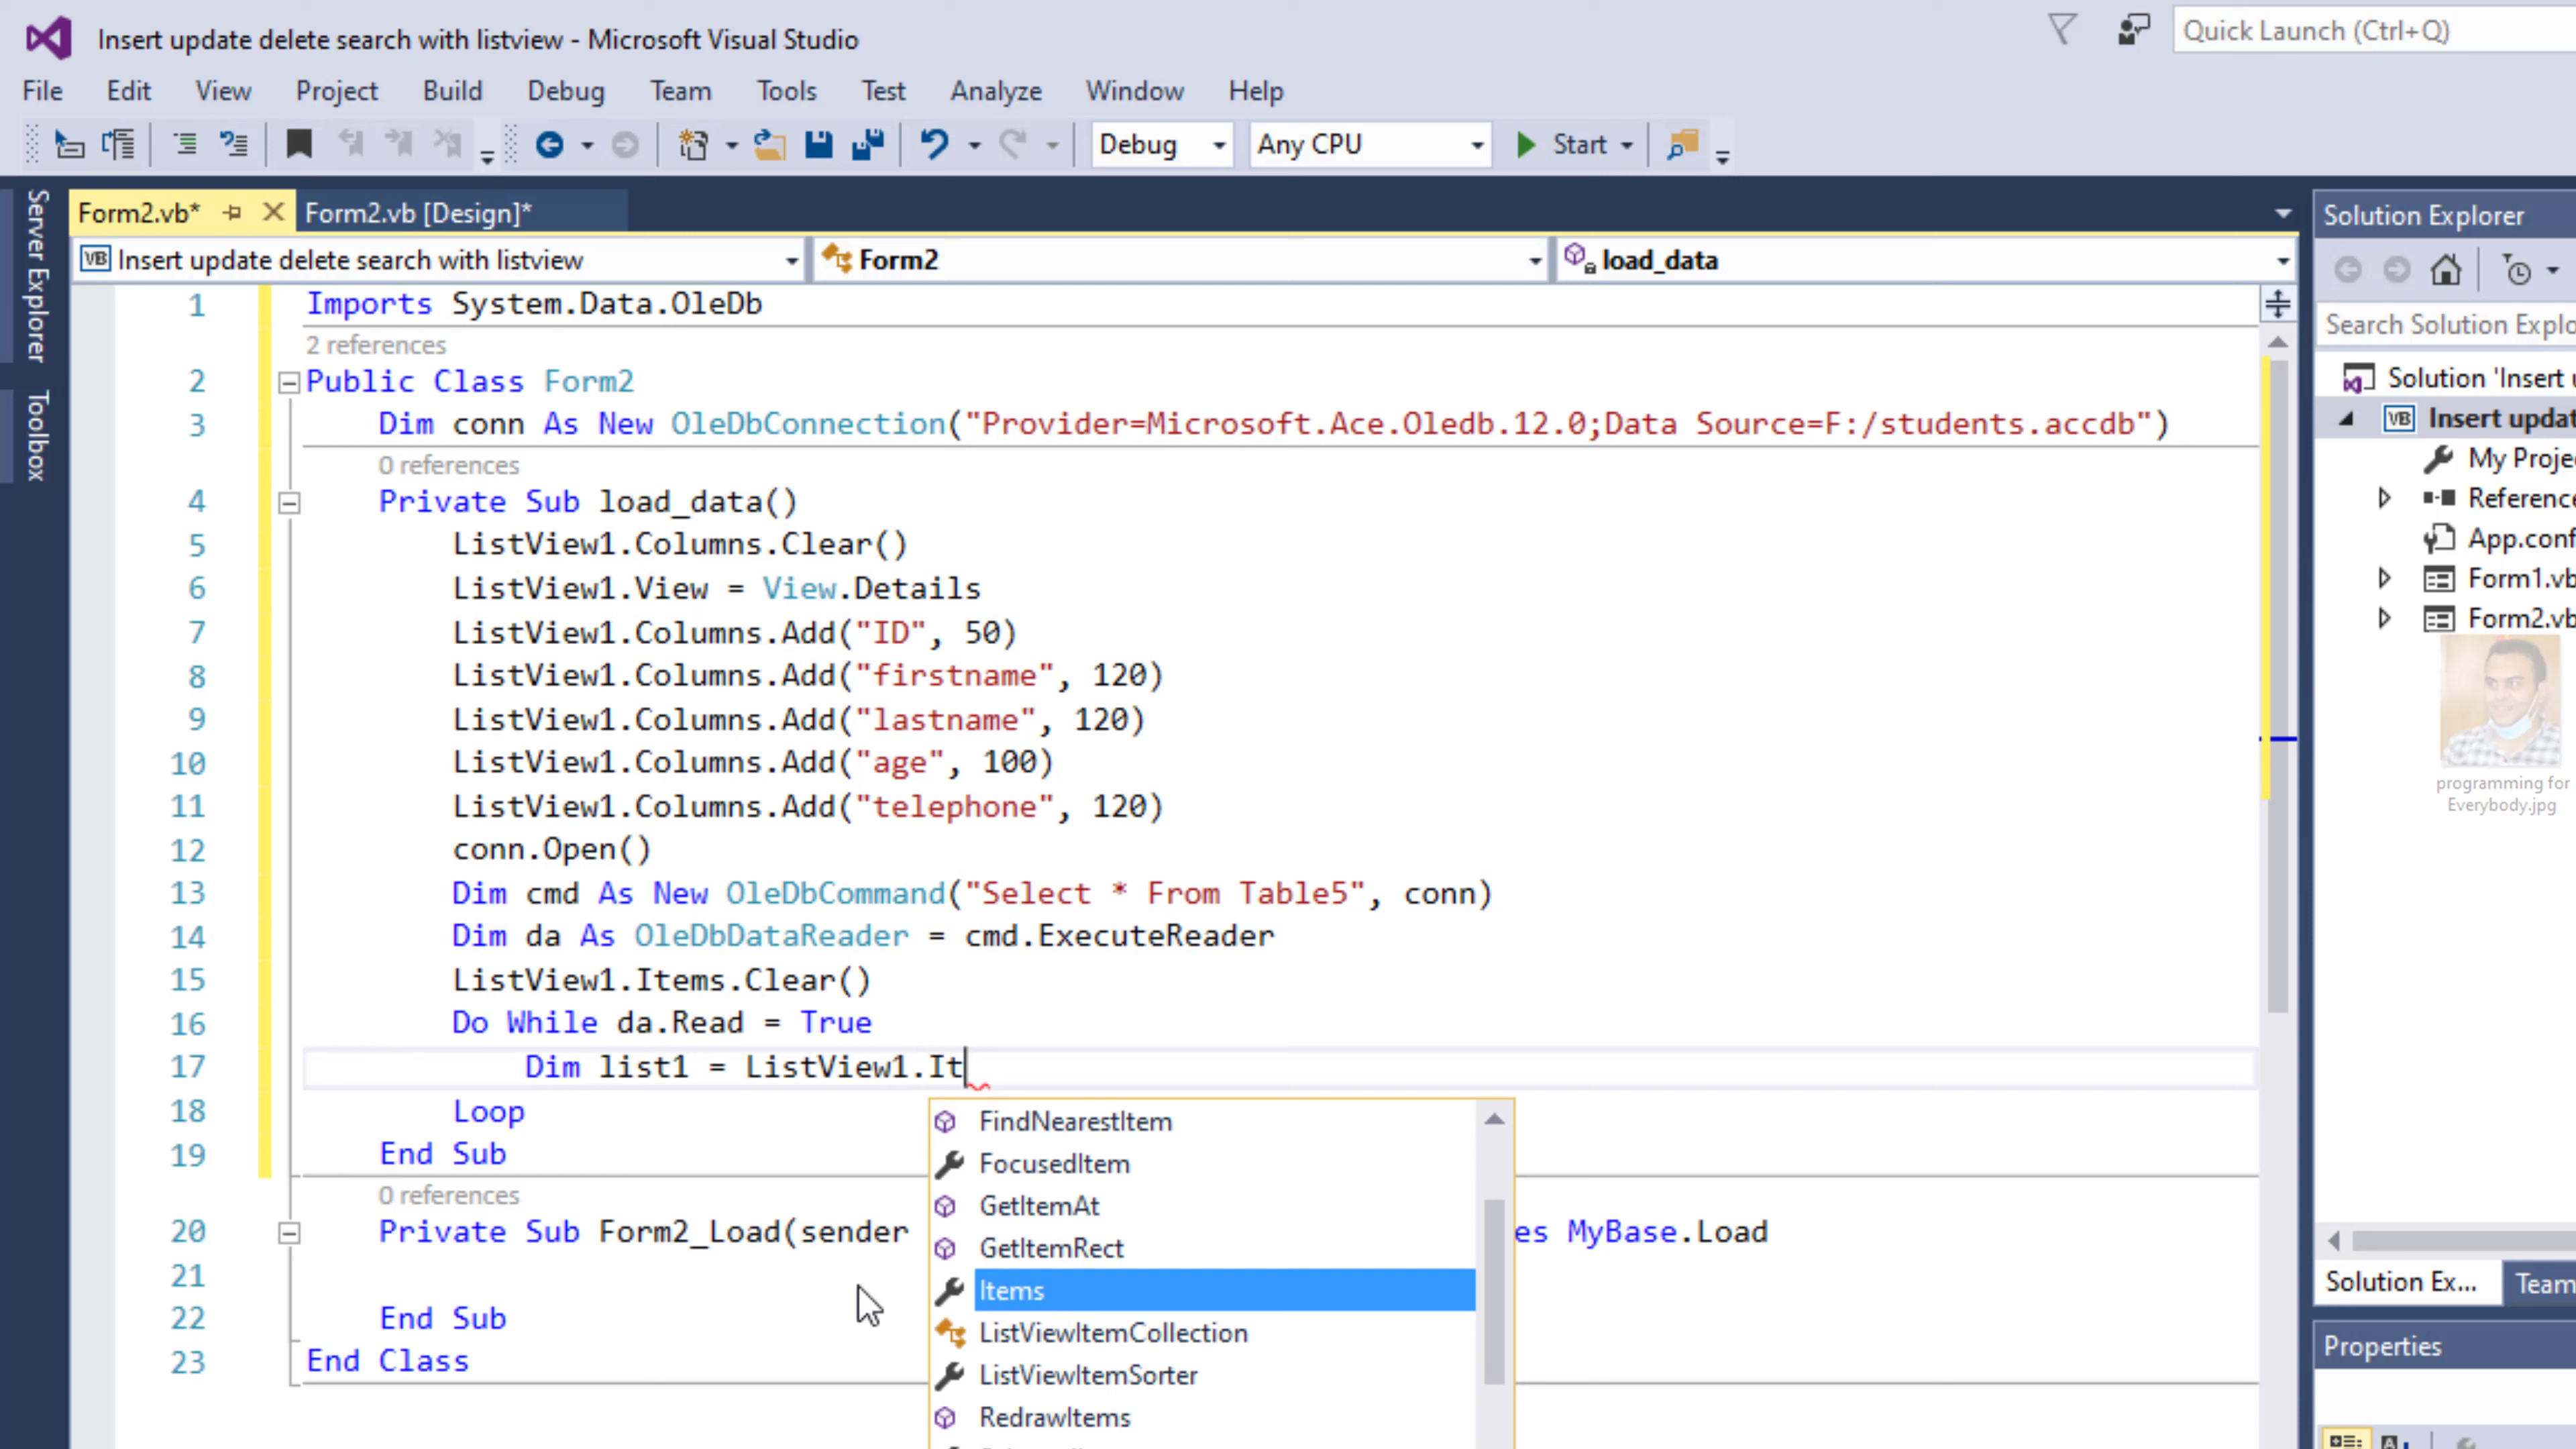 Insert update delete search with listview - Microsoft Visual Studio
Quick Launch (Ctrl+Q)
File Edit View Project Build Debug Team Tools Test Analyze Window Help
Debug Any CPU Start
Server Explorer
Toolbox
Form2.vb* Form2.vb [Design]*
Insert update delete search with listview Form2 load_data
1 Imports System.Data.OleDb
2 references
2 Public Class Form2
3 Dim conn As New OleDbConnection("Provider=Microsoft.Ace.Oledb.12.0;Data Source=F:/students.accdb")
0 references
4 Private Sub load_data()
5 ListView1.Columns.Clear()
6 ListView1.View = View.Details
7 ListView1.Columns.Add("ID", 50)
8 ListView1.Columns.Add("firstname", 120)
9 ListView1.Columns.Add("lastname", 120)
10 ListView1.Columns.Add("age", 100)
11 ListView1.Columns.Add("telephone", 120)
12 conn.Open()
13 Dim cmd As New OleDbCommand("Select * From Table5", conn)
14 Dim da As OleDbDataReader = cmd.ExecuteReader
15 ListView1.Items.Clear()
16 Do While da.Read = True
17 Dim list1 = ListView1.It
18 Loop
19 End Sub
0 references
20 Private Sub Form2_Load(sender es MyBase.Load
21
22 End Sub
23 End Class
FindNearestItem
FocusedItem
GetItemAt
GetItemRect
Items
ListViewItemCollection
ListViewItemSorter
RedrawItems
Solution Explorer
Search Solution Explo
Solution 'Insert u
VB Insert updat
My Proje
Reference
App.conf
Form1.vb
Form2.vb
programming for
Everybody.jpg
Solution Ex... Team
Properties